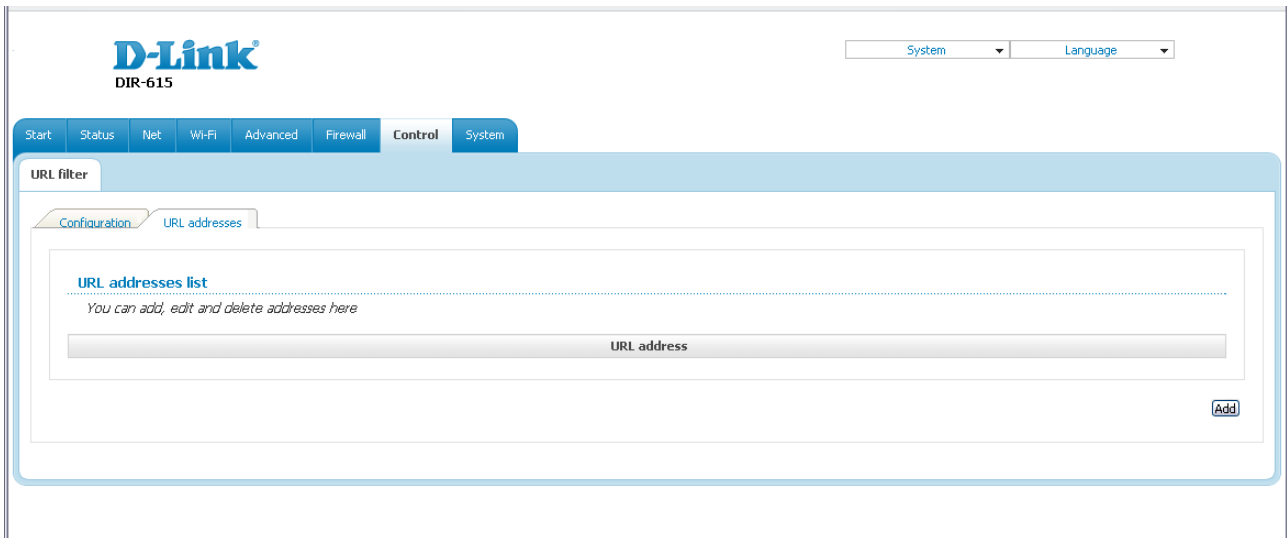 D-Link®
DIR-615
System Language
Start Status Net Wi-Fi Advanced Firewall Control System
URL filter
Configuration URL addresses
URL addresses list
You can add, edit and delete addresses here
URL address
Add